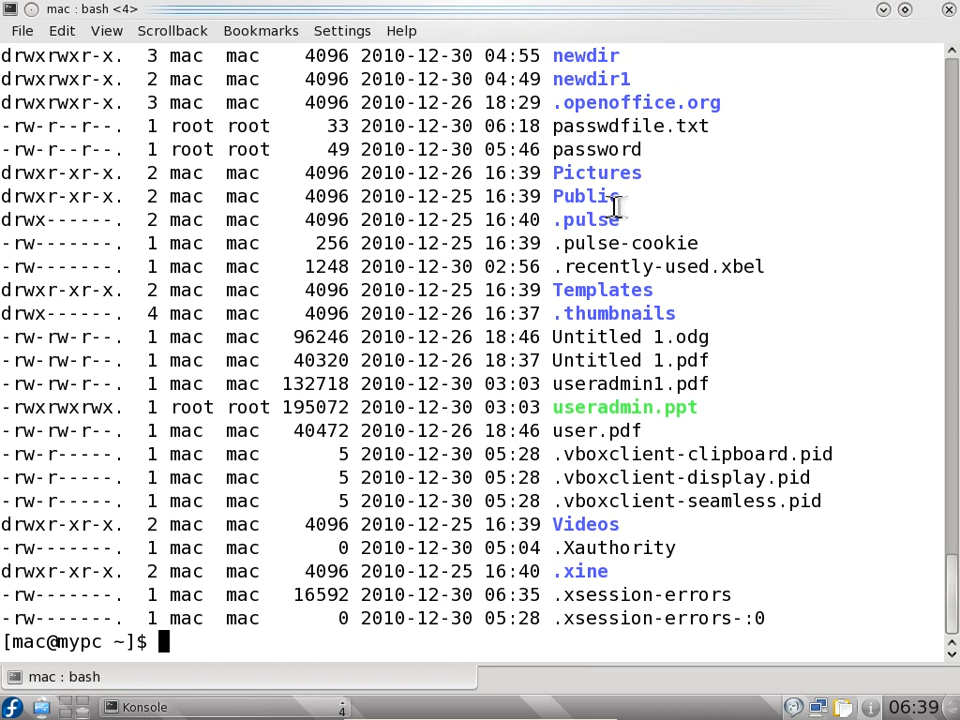 mac : bash <4>
File Edit View Scrollback Bookmarks Settings Help
drwxrwxr-x.  3 mac  mac    4096 2010-12-30 04:55 newdir
drwxrwxr-x.  2 mac  mac    4096 2010-12-30 04:49 newdir1
drwxrwxr-x.  3 mac  mac    4096 2010-12-26 18:29 .openoffice.org
-rw-r--r--.  1 root root     33 2010-12-30 06:18 passwdfile.txt
-rw-r--r--.  1 root root     49 2010-12-30 05:46 password
drwxr-xr-x.  2 mac  mac    4096 2010-12-26 16:39 Pictures
drwxr-xr-x.  2 mac  mac    4096 2010-12-25 16:39 Public
drwx------.  2 mac  mac    4096 2010-12-25 16:40 .pulse
-rw-------.  1 mac  mac     256 2010-12-25 16:39 .pulse-cookie
-rw-------.  1 mac  mac    1248 2010-12-30 02:56 .recently-used.xbel
drwxr-xr-x.  2 mac  mac    4096 2010-12-25 16:39 Templates
drwx------.  4 mac  mac    4096 2010-12-26 16:37 .thumbnails
-rw-rw-r--.  1 mac  mac   96246 2010-12-26 18:46 Untitled 1.odg
-rw-rw-r--.  1 mac  mac   40320 2010-12-26 18:37 Untitled 1.pdf
-rw-rw-r--.  1 mac  mac  132718 2010-12-30 03:03 useradmin1.pdf
-rwxrwxrwx.  1 root root 195072 2010-12-30 03:03 useradmin.ppt
-rw-rw-r--.  1 mac  mac   40472 2010-12-26 18:46 user.pdf
-rw-rw-r--.  1 mac  mac       5 2010-12-30 05:28 .vboxclient-clipboard.pid
-rw-rw-r--.  1 mac  mac       5 2010-12-30 05:28 .vboxclient-display.pid
-rw-rw-r--.  1 mac  mac       5 2010-12-30 05:28 .vboxclient-seamless.pid
drwxr-xr-x.  2 mac  mac    4096 2010-12-25 16:39 Videos
-rw-------.  1 mac  mac       0 2010-12-30 05:04 .Xauthority
drwxr-xr-x.  2 mac  mac    4096 2010-12-25 16:40 .xine
-rw-------.  1 mac  mac   16592 2010-12-30 06:35 .xsession-errors
-rw-------.  1 mac  mac       0 2010-12-30 05:28 .xsession-errors-:0
[mac@mypc ~]$
mac : bash
Konsole 4 06:39